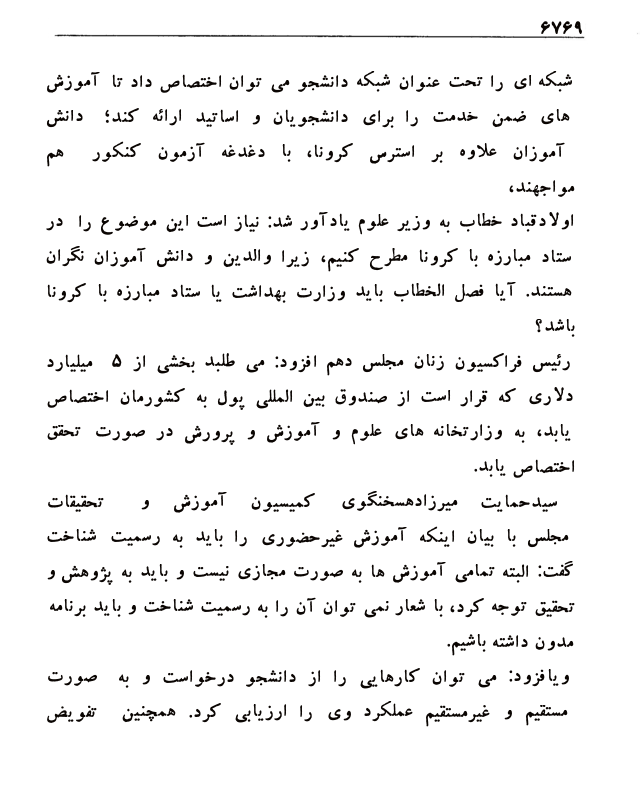 ۶۷۶۹
شبکه ای را تحت عنوان شبکه دانشجو می توان اختصاص داد تا آموزش
های ضمن خدمت را برای دانشجویان و اساتید ارائه کند؛ دانش
آموزان علاوه بر استرس کرونا، با دغدغه آزمون کنکور هم
مواجهند،
اولادقباد خطاب به وزیر علوم یادآور شد: نیاز است این موضوع را در
ستاد مبارزه با کرونا مطرح کنیم، زیرا والدین و دانش آموزان نگران
هستند. آیا فصل الخطاب باید وزارت بهداشت یا ستاد مبارزه با کرونا
باشد؟
رئیس فراکسیون زنان مجلس دهم افزود: می طلبد بخشی از ۵ میلیارد
دلاری که قرار است از صندوق بین المللی پول به کشورمان اختصاص
یابد، به وزارتخانه های علوم و آموزش و پرورش در صورت تحقق
اختصاص یابد.
سیدحمایت میرزادهسخنگوی کمیسیون آموزش و تحقیقات
مجلس با بیان اینکه آموزش غیرحضوری را باید به رسمیت شناخت
گفت: البته تمامی آموزش ها به صورت مجازی نیست و باید به پژوهش و
تحقیق توجه کرد، با شعار نمی توان آن را به رسمیت شناخت و باید برنامه
مدون داشته باشیم.
ویافزود: می توان کارهایی را از دانشجو درخواست و به صورت
مستقیم و غیرمستقیم عملکرد وی را ارزیابی کرد. همچنین تفویض